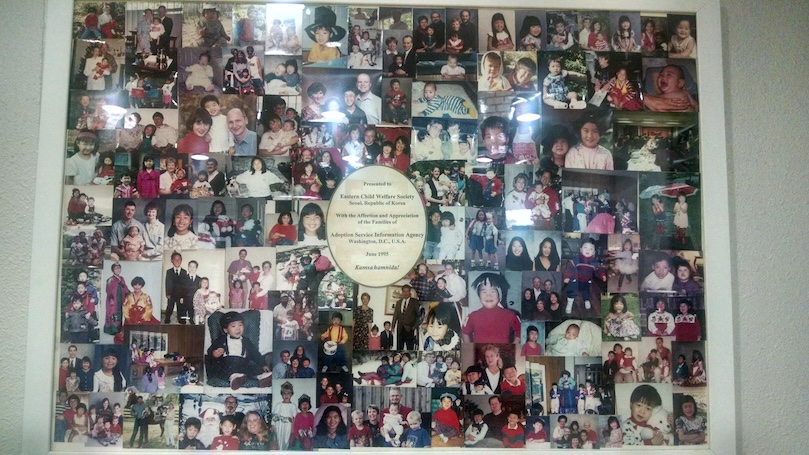 Presented to
Eastern Child Welfare Society
Seoul, Republic of Korea
With the Affection and Appreciation
of the Families of
Adoption Service Information Agency
Washington, D.C., U.S.A.
June 1995
Kamsa hamnida!